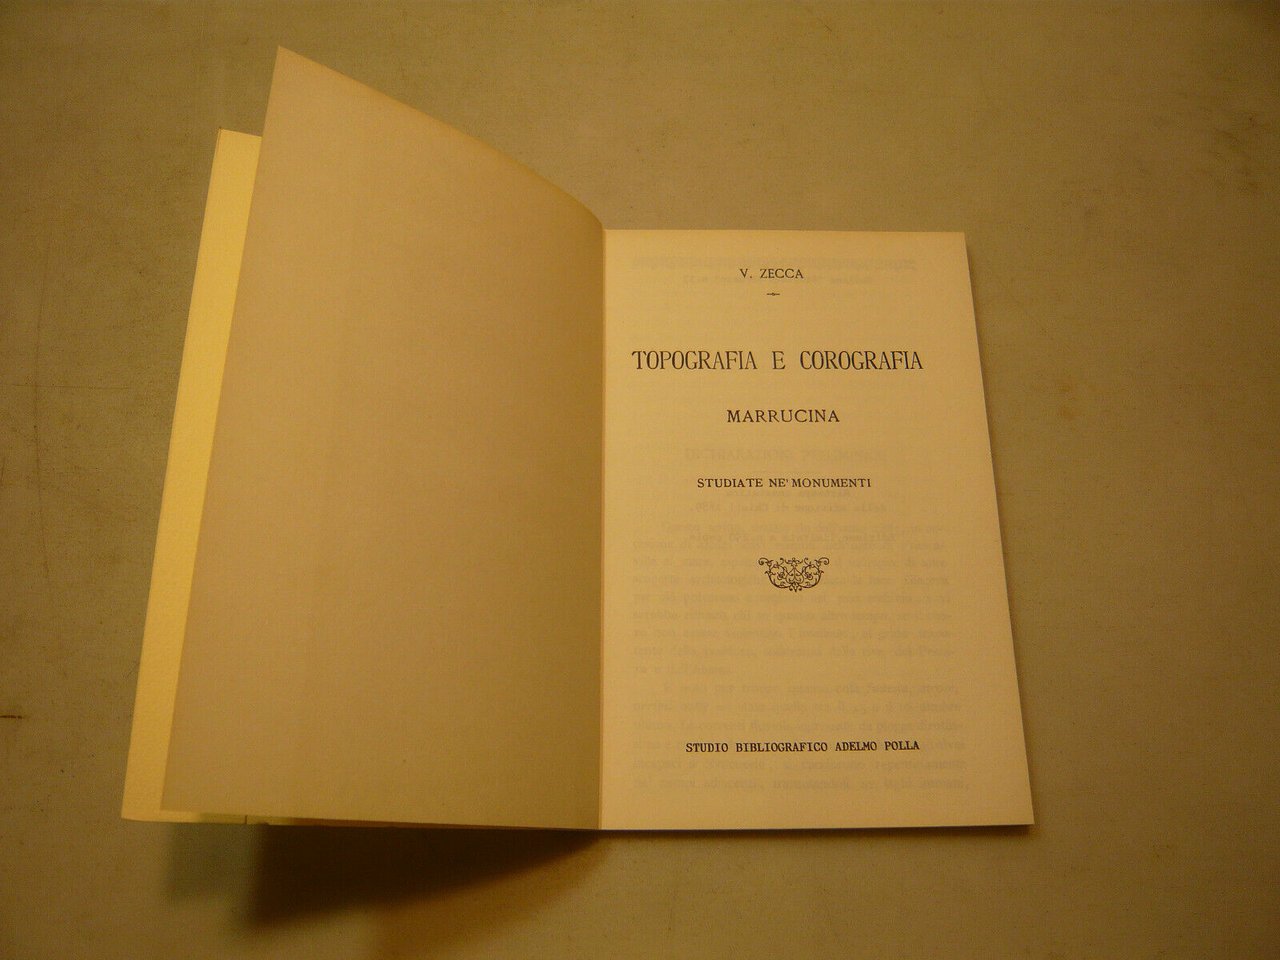 V. ZECCA
TOPOGRAFIA E COROGRAFIA
MARRUCINA
STUDIATE NE' MONUMENTI
STUDIO BIBLIOGRAFICO ADELMO POLLA